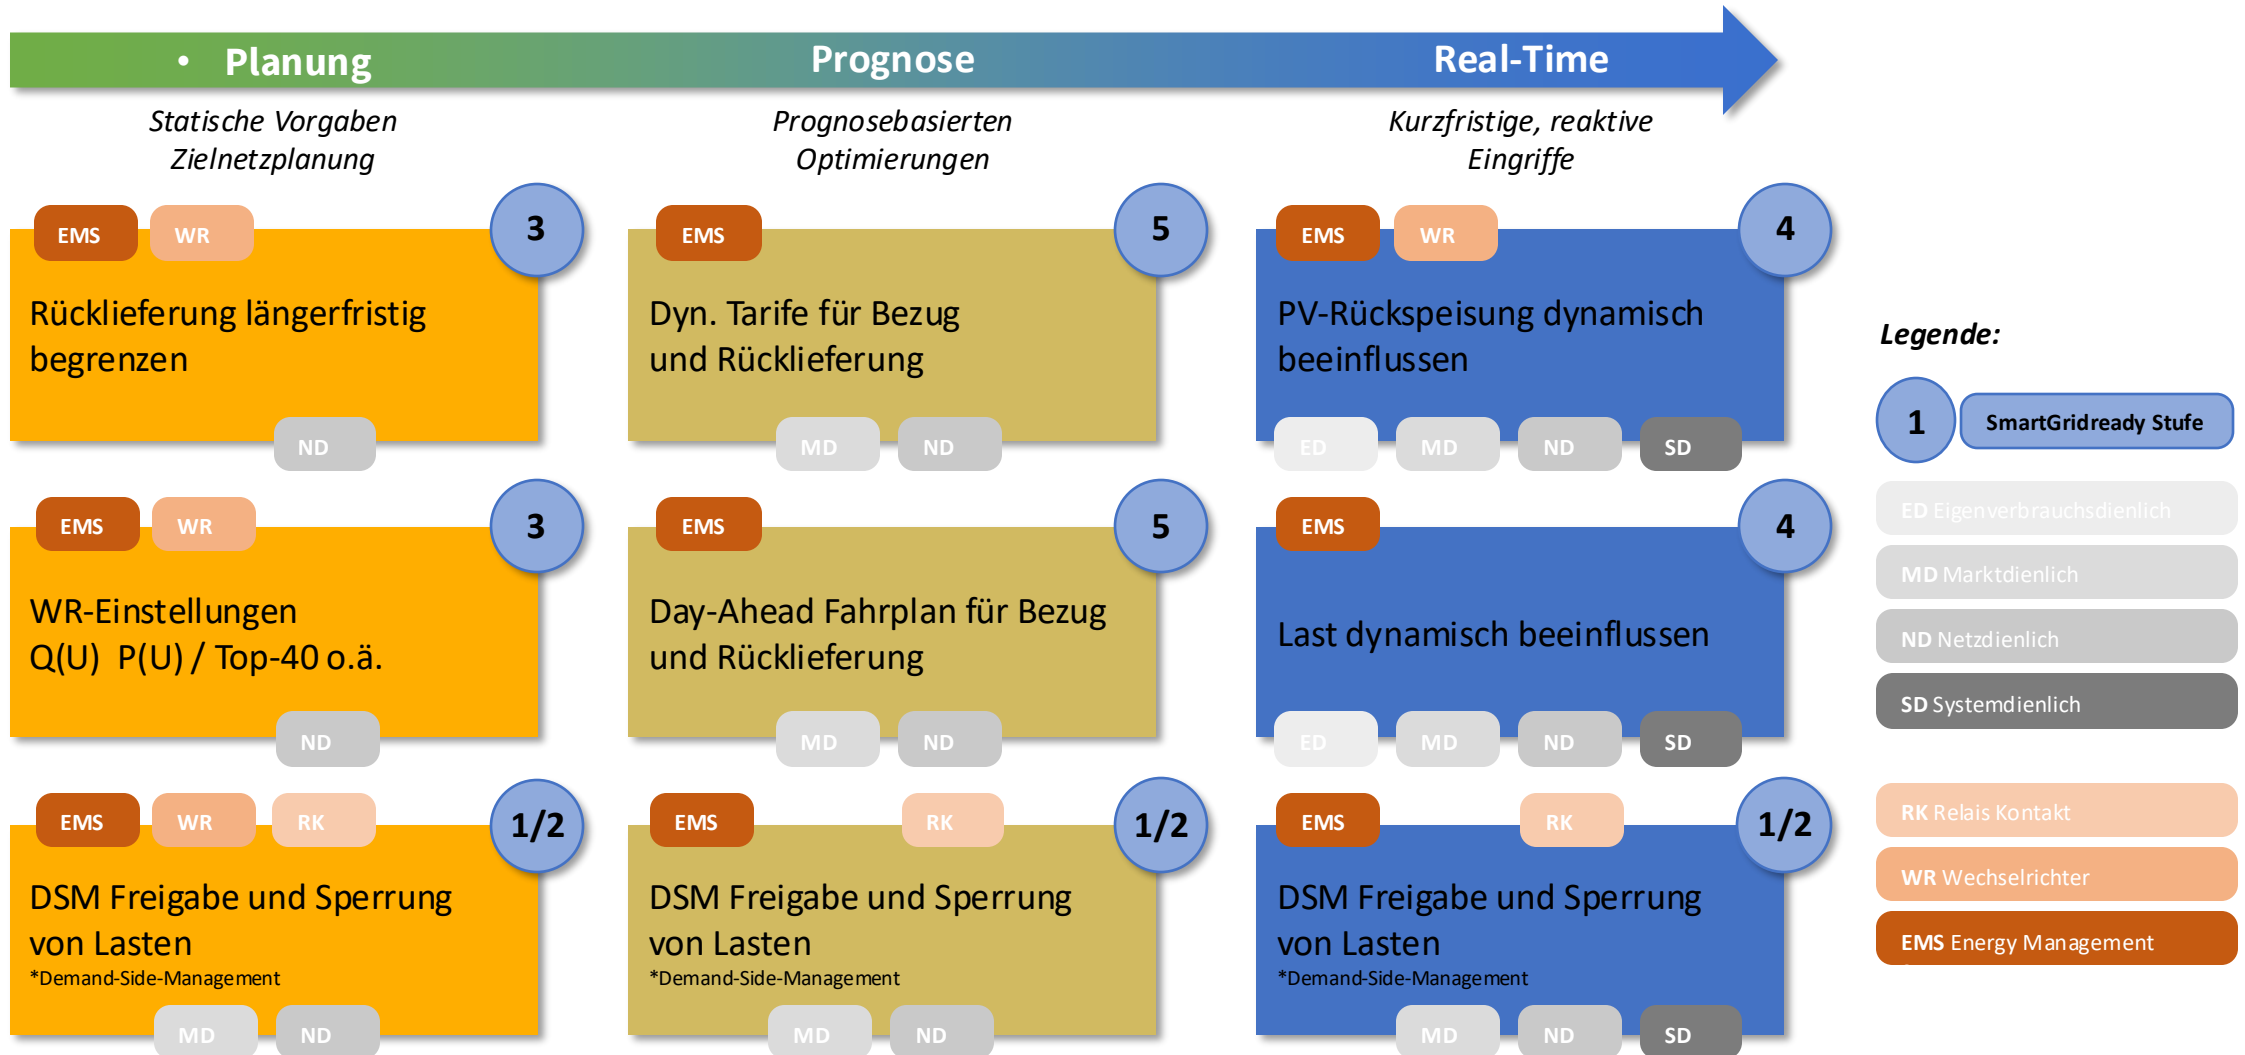 • Planung
Prognose
Real-Time
Statische Vorgaben
Zielnetzplanung
Prognosebasierten
Optimierungen
Kurzfristige, reaktive
Eingriffe
EMS
WR
3
Rücklieferung längerfristig
begrenzen
ND
EMS
5
Dyn. Tarife für Bezug
und Rücklieferung
MD
ND
EMS
WR
4
PV-Rückspeisung dynamisch
beeinflussen
ED
MD
ND
SD
EMS
WR
3
WR-Einstellungen
Q(U) P(U) / Top-40 o.ä.
ND
EMS
5
Day-Ahead Fahrplan für Bezug
und Rücklieferung
MD
ND
EMS
4
Last dynamisch beeinflussen
ED
MD
ND
SD
EMS
WR
RK
1/2
DSM Freigabe und Sperrung
von Lasten
*Demand-Side-Management
MD
ND
EMS
RK
1/2
DSM Freigabe und Sperrung
von Lasten
*Demand-Side-Management
MD
ND
EMS
RK
1/2
DSM Freigabe und Sperrung
von Lasten
*Demand-Side-Management
MD
ND
SD
Legende:
1
SmartGridready Stufe
ED Eigenverbrauchsdienlich
MD Marktdienlich
ND Netzdienlich
SD Systemdienlich
RK Relais Kontakt
WR Wechselrichter
EMS Energy Management